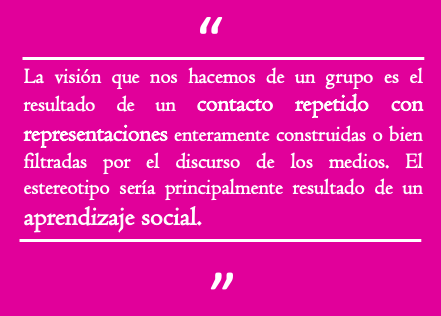 “
La visión que nos hacemos de un grupo es el
resultado de un contacto repetido con
representaciones enteramente construidas o bien
filtradas por el discurso de los medios. El
estereotipo sería principalmente resultado de un
aprendizaje social.
”